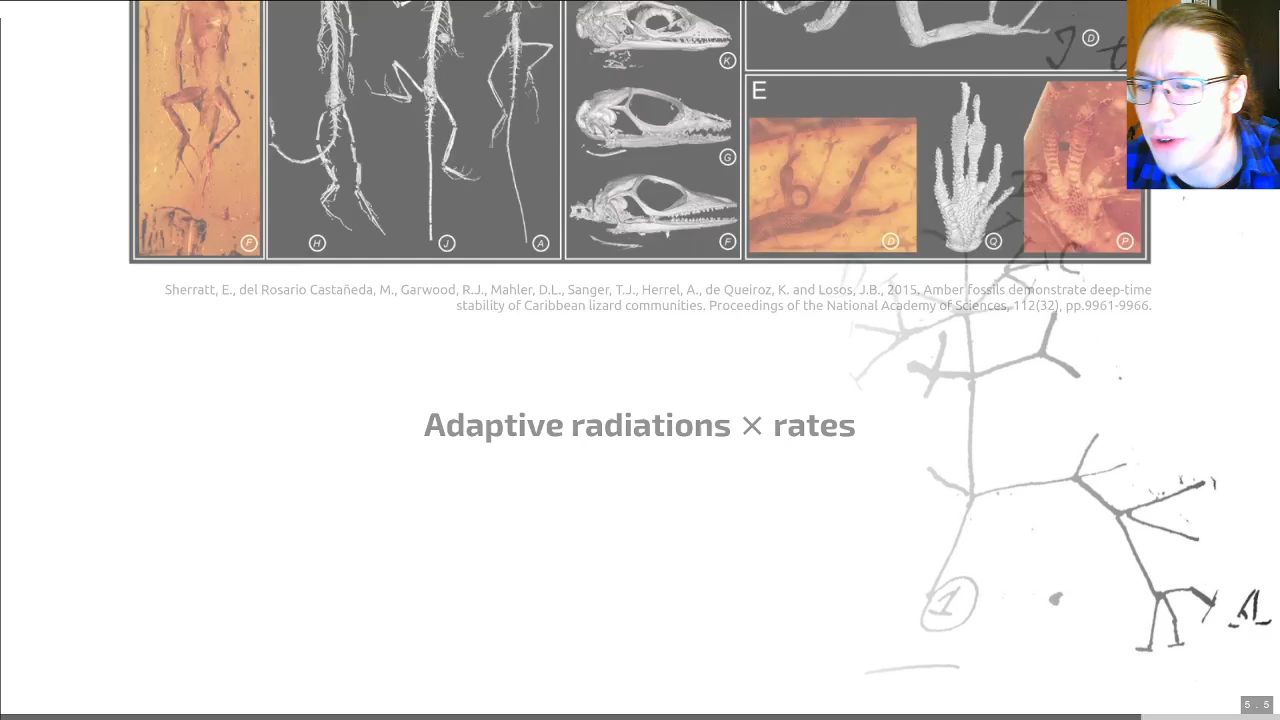 I t
D
K
E
G
F
H
J
A
F
D
Q
P
B
C
D
Sherratt, E., del Rosario Castañeda, M., Garwood, R.J., Mahler, D.L., Sanger, T.J., Herrel, A., de Queiroz, K. and Losos, J.B., 2015. Amber fossils demonstrate deep-time
stability of Caribbean lizard communities. Proceedings of the National Academy of Sciences, 112(32), pp.9961-9966.
Adaptive radiations × rates
1
A
5 . 5